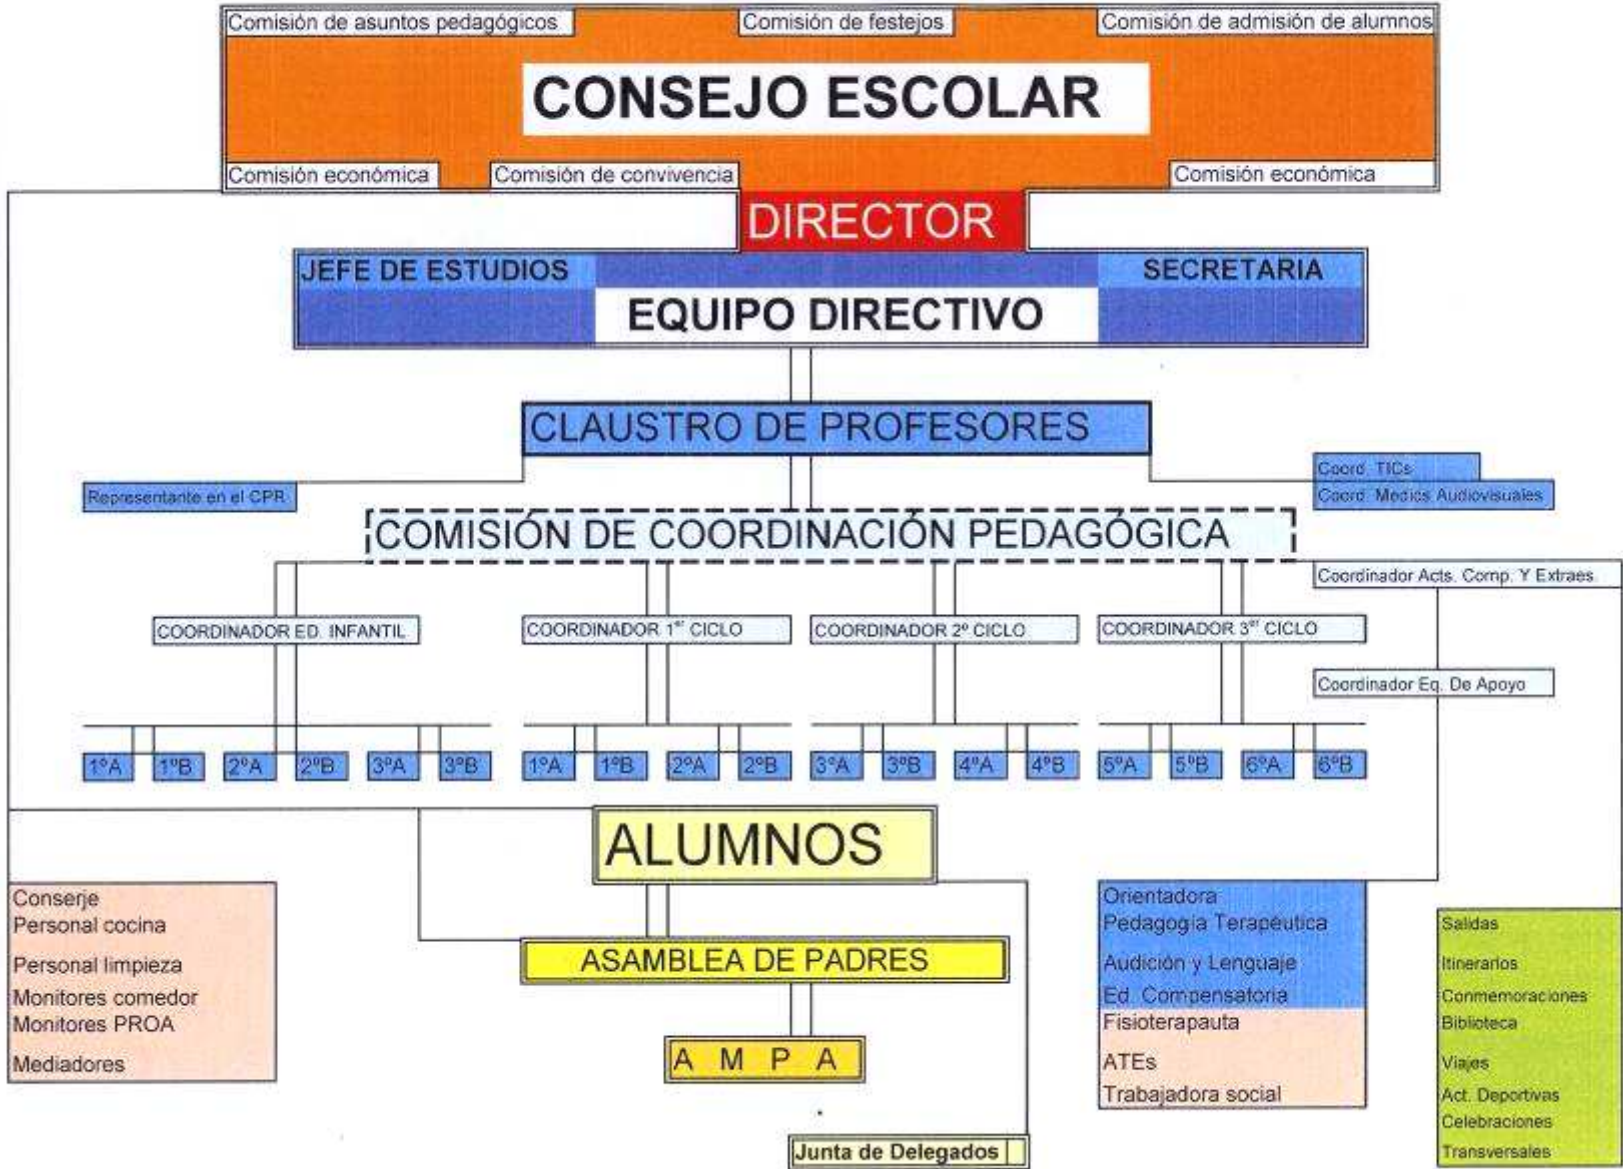 Comisión de asuntos pedagógicos
Comisión de festejos
Comisión de admisión de alumnos
CONSEJO ESCOLAR
Comisión económica
Comisión de convivencia
Comisión económica
DIRECTOR
JEFE DE ESTUDIOS
SECRETARIA
EQUIPO DIRECTIVO
CLAUSTRO DE PROFESORES
Coord. TICs
Representante en el CPR
Coord. Medios Audiovisuales
COMISIÓN DE COORDINACIÓN PEDAGÓGICA
Coordinador Acts. Comp. Y Extraes.
COORDINADOR ED. INFANTIL
COORDINADOR 1er CICLO
COORDINADOR 2º CICLO
COORDINADOR 3er CICLO
Coordinador Eq. De Apoyo
1ºA
1ºB
2ºA
2ºB
3ºA
3ºB
1ºA
1ºB
2ºA
2ºB
3ºA
3ºB
4ºA
4ºB
5ºA
5ºB
6ºA
6ºB
ALUMNOS
Conserje
Personal cocina
Personal limpieza
Monitores comedor
Monitores PROA
Mediadores
ASAMBLEA DE PADRES
A M P A
Junta de Delegados
Orientadora
Pedagogía Terapéutica
Audición y Lenguaje
Ed. Compensatoria
Fisioterapauta
ATEs
Trabajadora social
Salidas
Itinerarios
Conmemoraciones
Biblioteca
Viajes
Act. Deportivas
Celebraciones
Transversales